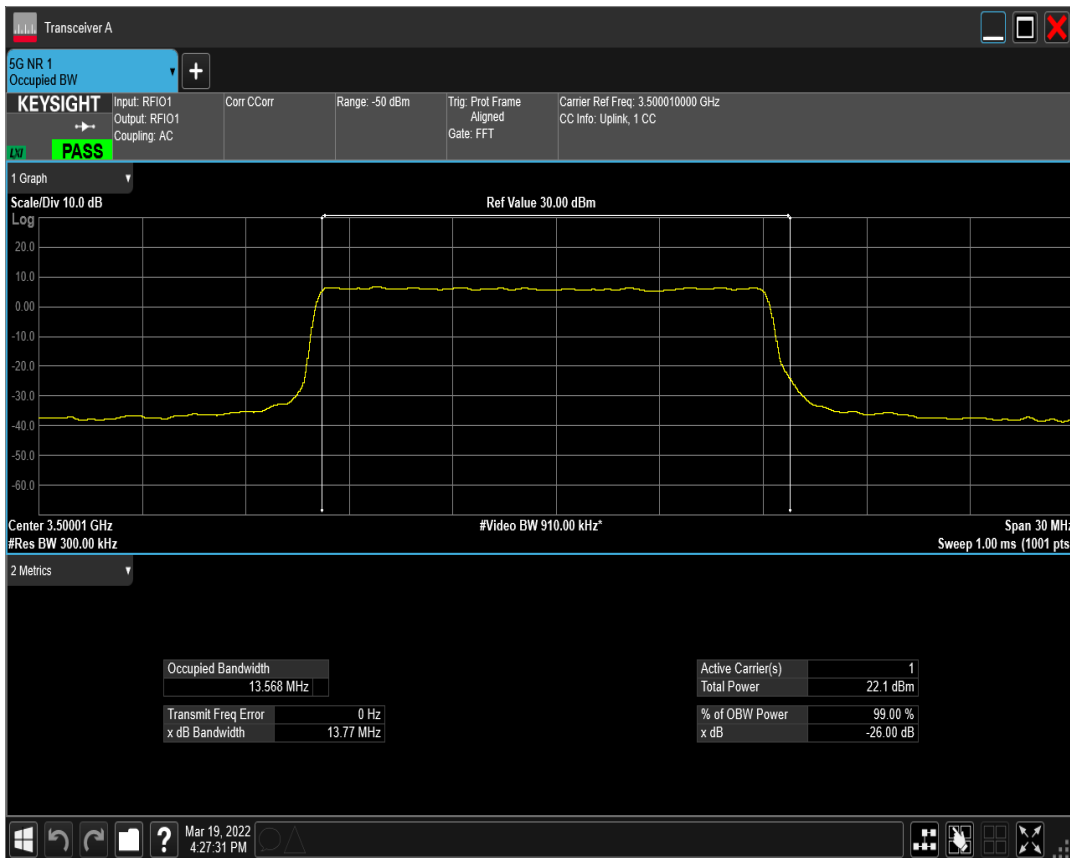 Transceiver A
5G NR 1
Occupied BW
KEYSIGHT
LXI
PASS
Input: RFIO1
Output: RFIO1
Coupling: AC
Corr CCorr
Range: -50 dBm
Trig: Prot Frame
Aligned
Gate: FFT
Carrier Ref Freq: 3.500010000 GHz
CC Info: Uplink, 1 CC
1 Graph
Scale/Div 10.0 dB
Ref Value 30.00 dBm
Log
20.0
10.0
0.00
-10.0
-20.0
-30.0
-40.0
-50.0
-60.0
Center 3.50001 GHz
#Video BW 910.00 kHz*
Span 30 MHz
#Res BW 300.00 kHz
Sweep 1.00 ms (1001 pts
2 Metrics
Occupied Bandwidth
13.568 MHz
Transmit Freq Error 0 Hz
x dB Bandwidth 13.77 MHz
Active Carrier(s) 1
Total Power 22.1 dBm
% of OBW Power 99.00 %
x dB -26.00 dB
?
Mar 19, 2022
4:27:31 PM